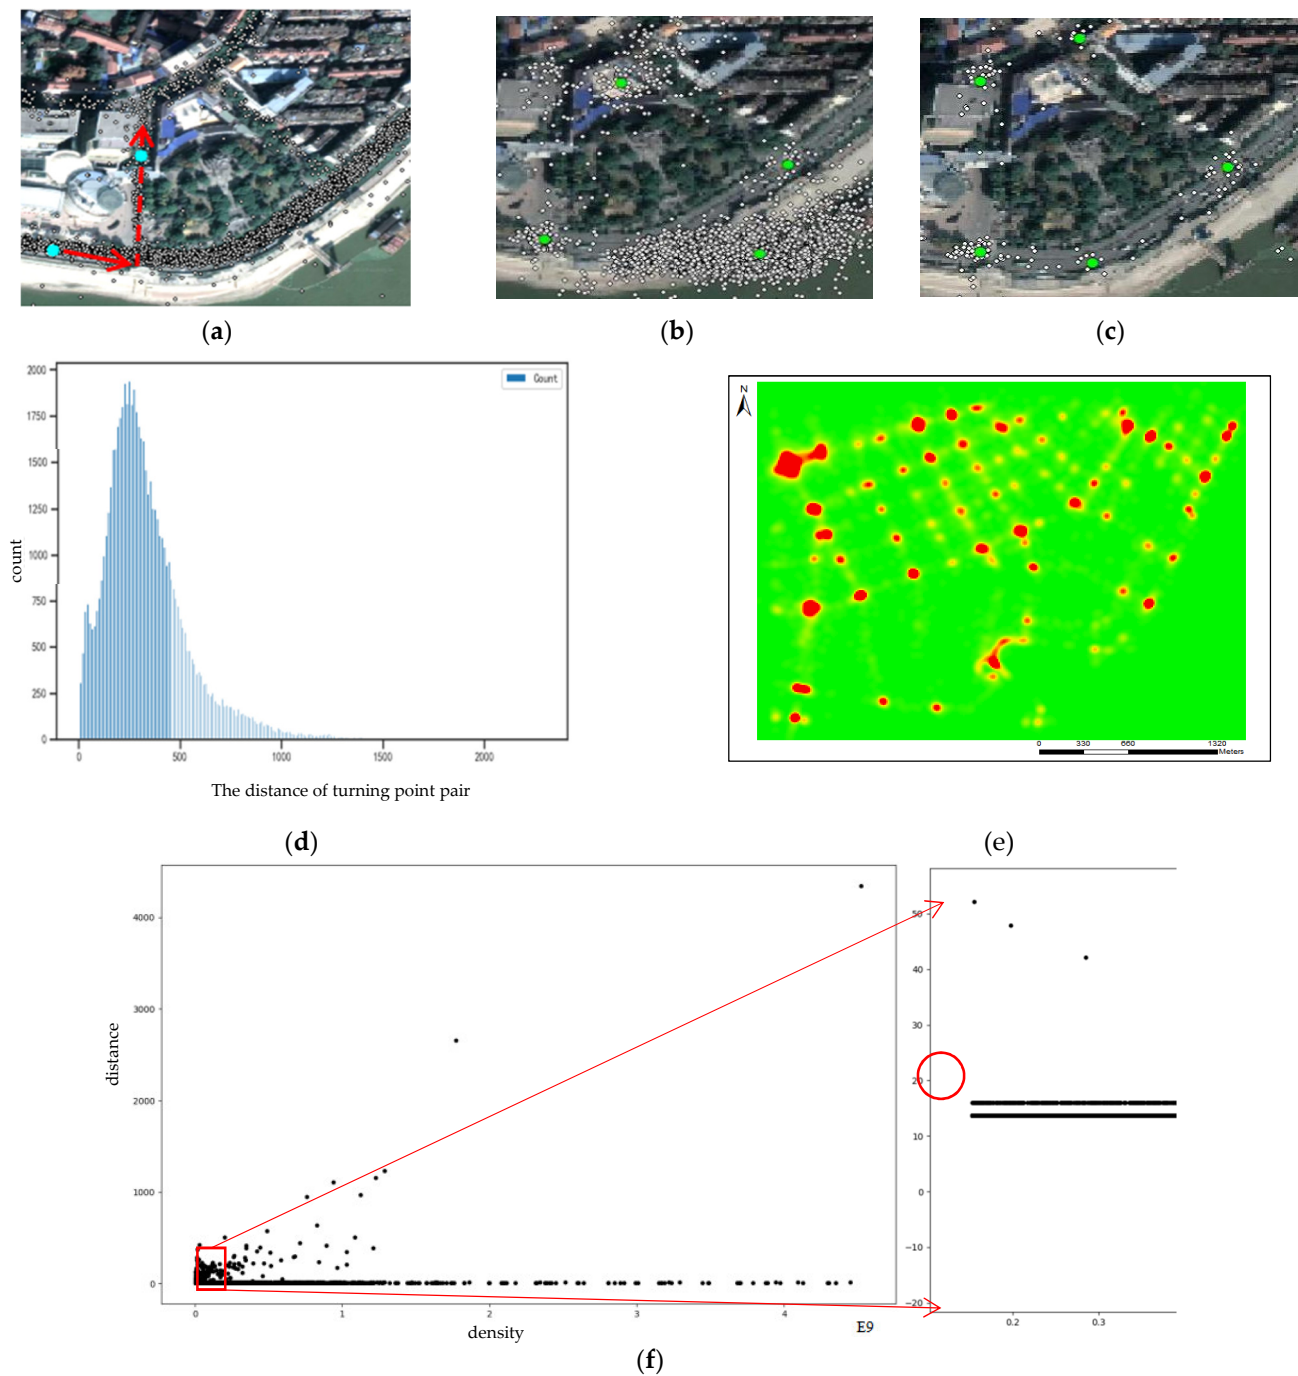 (a)
(b)
(c)
2000
1750
1500
1250
1000
750
500
250
0
count
Count
0
500
1000
1500
2000
The distance of turning point pair
(d)
N
0
330
660
1320
Meters
(e)
4000
3000
2000
1000
0
distance
0
1
2
3
4
density
E9
50
40
30
20
10
0
−10
−20
0.2
0.3
(f)